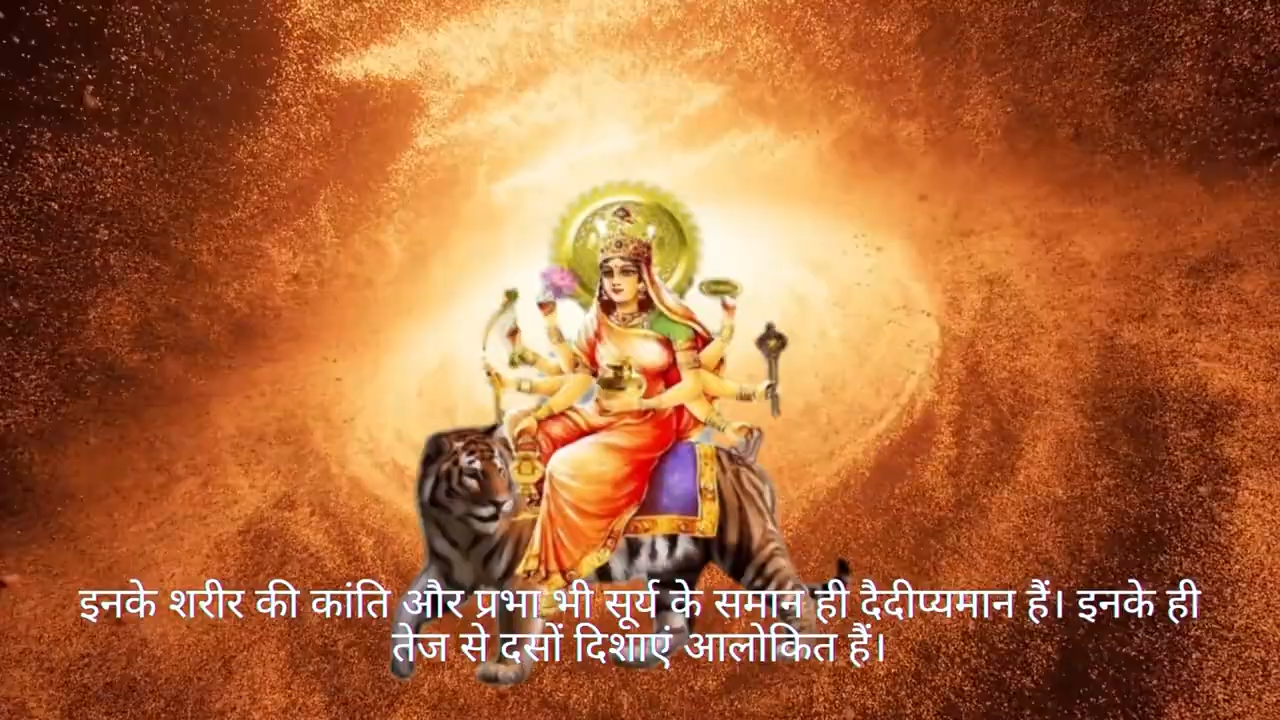 इनके शरीर की कांति और प्रभा भी सूर्य के समान ही दैदीप्यमान हैं। इनके ही
तेज से दसों दिशाएं आलोकित हैं।